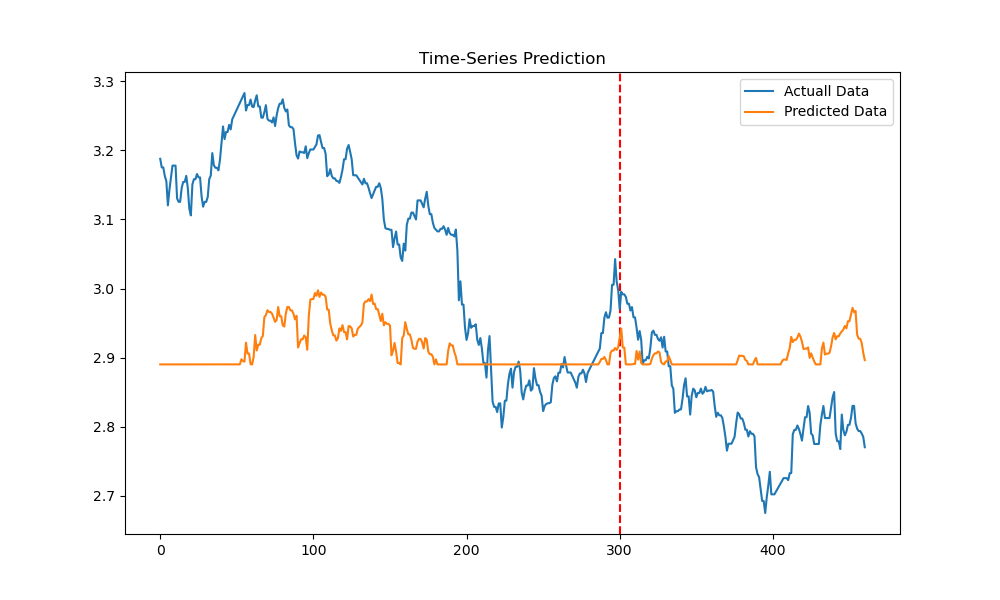 Time-Series Prediction
Actuall Data
Predicted Data
3.3
3.2
3.1
3.0
2.9
2.8
2.7
0 100 200 300 400